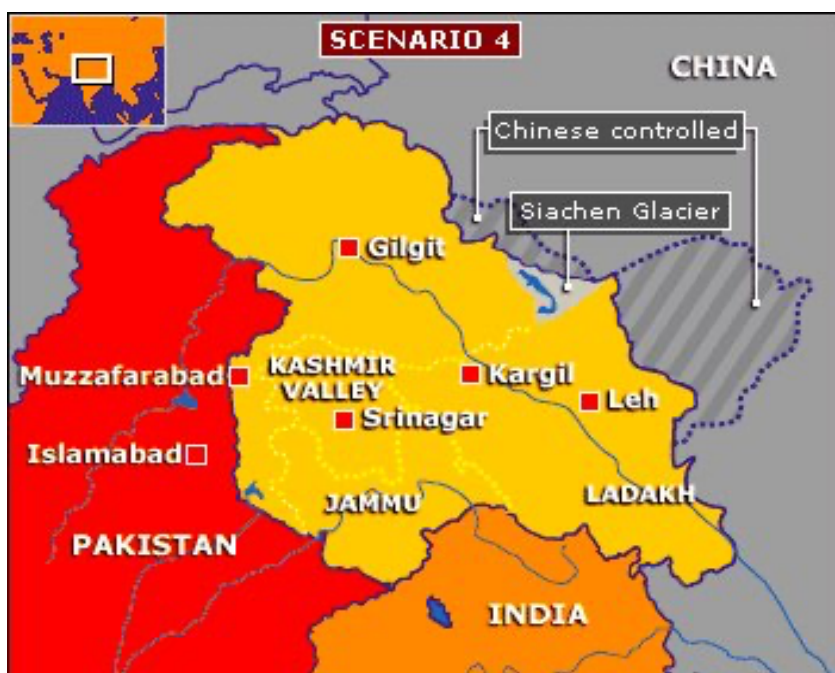 SCENARIO 4
CHINA
Chinese controlled
Siachen Glacier
Gilgit
Muzzafarabad
KASHMIR
VALLEY
Kargil
Srinagar
Leh
Islamabad
JAMMU
LADAKH
PAKISTAN
INDIA